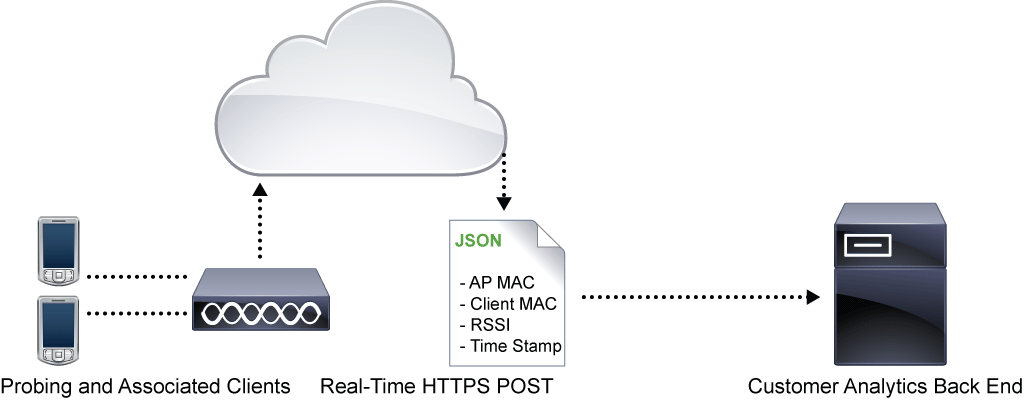 JSON
- AP MAC
- Client MAC
- RSSI
- Time Stamp
Probing and Associated Clients
Real-Time HTTPS POST
Customer Analytics Back End